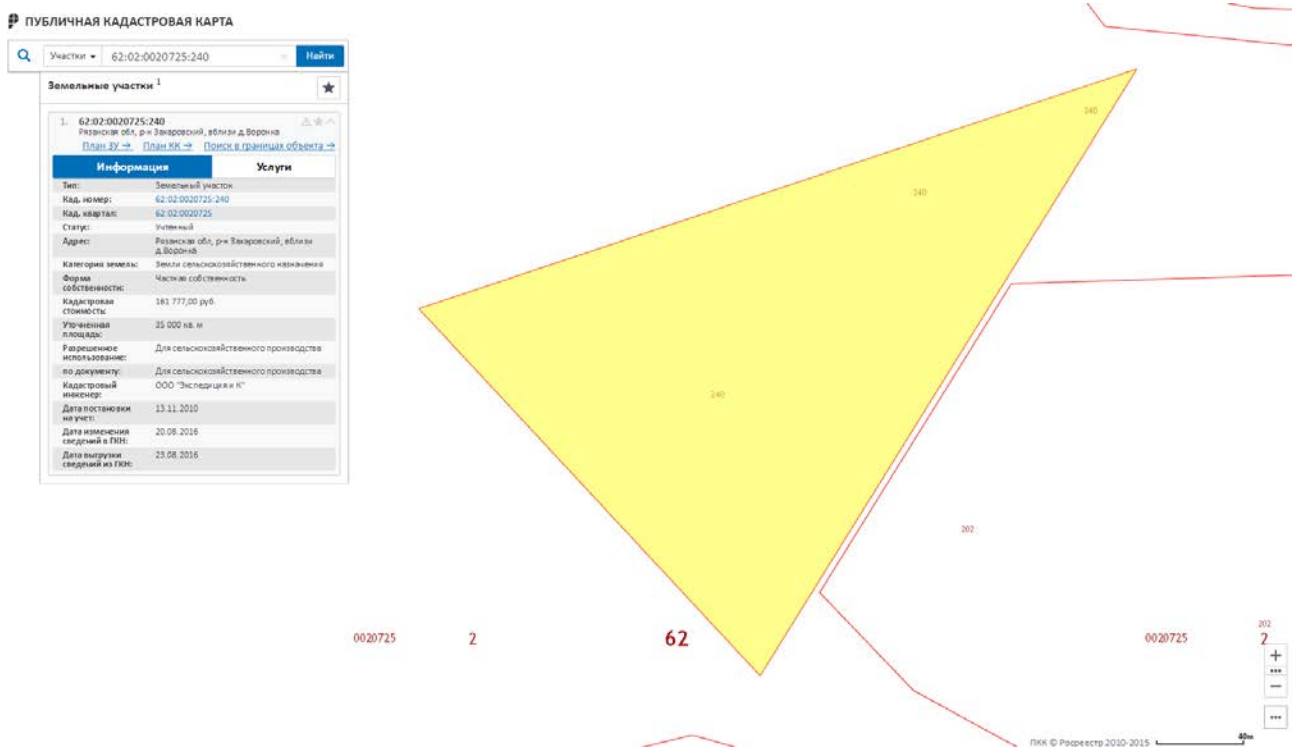 ПУБЛИЧНАЯ КАДАСТРОВАЯ КАРТА
Участки 62:02:0020725:240 Найти
Земельные участки 1
1. 62:02:0020725:240
Рязанская обл, р-н Захаровский, вблизи д.Воронка
План ЗУ → План КК → Поиск в границах объекта →
Информация Услуги
Тип: Земельный участок
Кад. номер: 62:02:0020725:240
Кад. квартал: 62:02:0020725
Статус: Учтенный
Адрес: Рязанская обл, р-н Захаровский, вблизи
д.Воронка
Категория земель: Земли сельскохозяйственного назначения
Форма собственности: Частная собственность
Кадастровая стоимость: 161 777,00 руб.
Уточненная площадь: 35 000 кв. м
Разрешенное использование: Для сельскохозяйственного производства
по документу: Для сельскохозяйственного производства
Кадастровый инженер: ООО "Экспедиция и К"
Дата постановки на учет: 13.11.2010
Дата изменения сведений в ГКН: 20.08.2016
Дата выгрузки сведений из ГКН: 23.08.2016
240
240
240
202
0020725 2 62 0020725 2
202
40м
ПКК © Росреестр 2010-2015